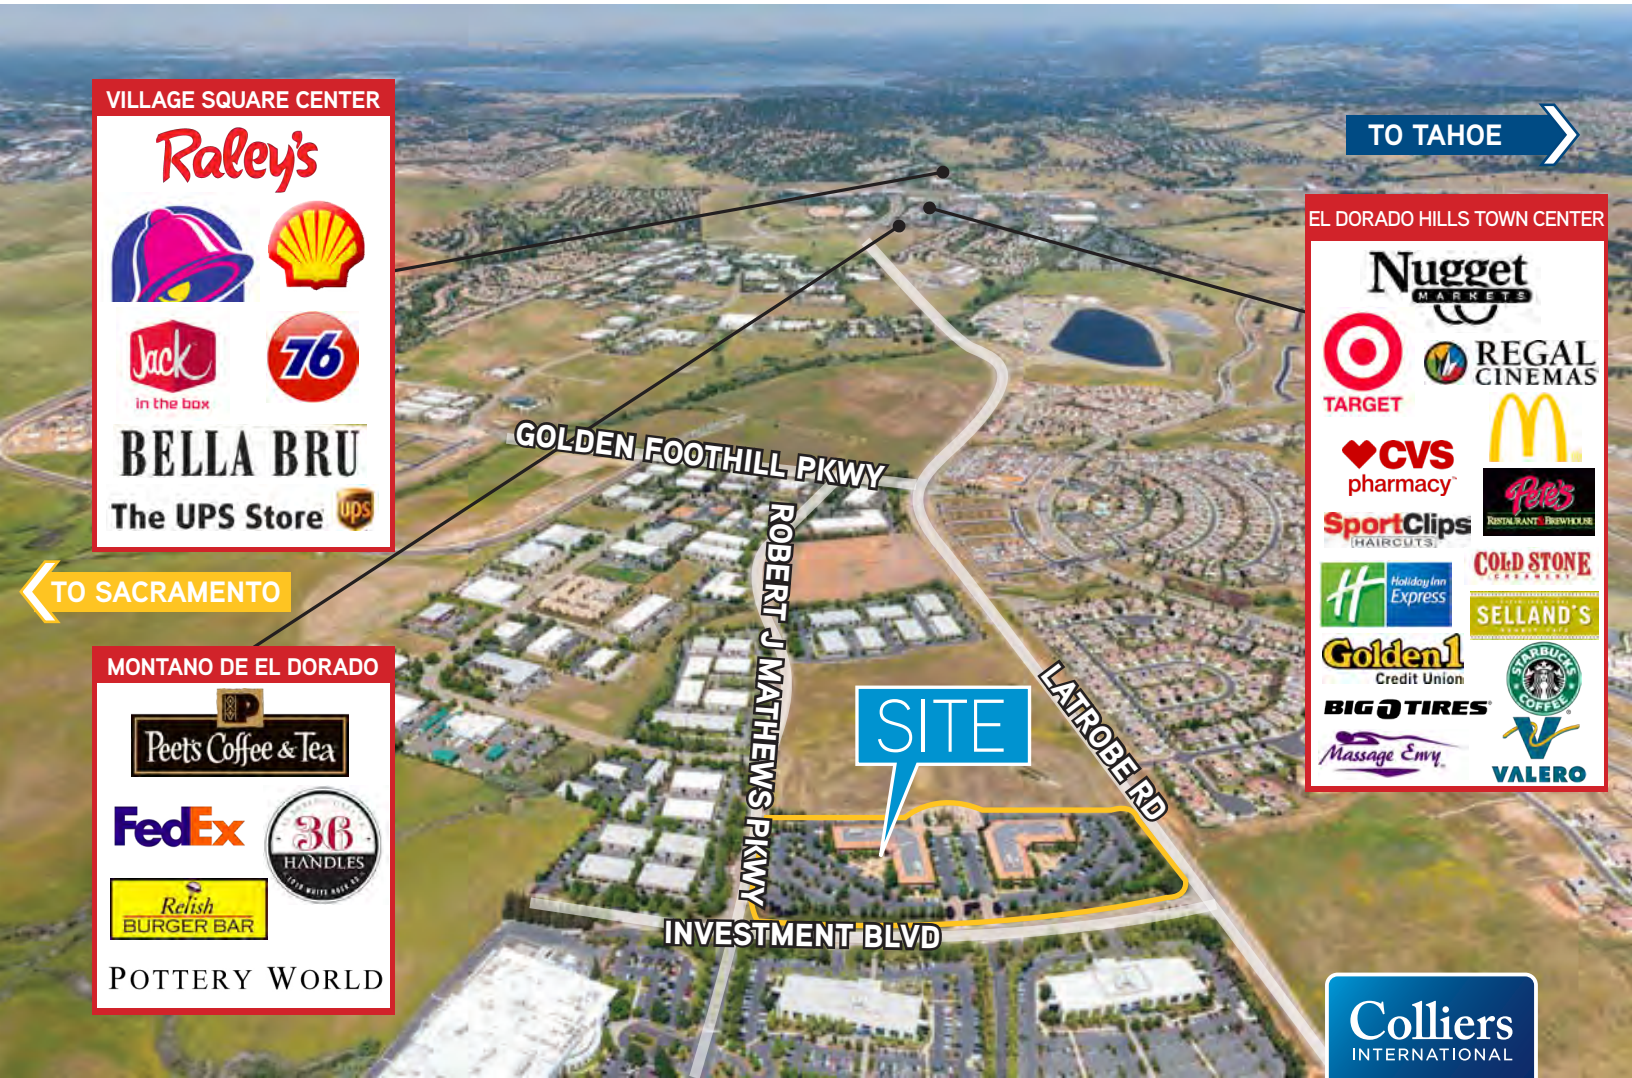 VILLAGE SQUARE CENTER
Raley's
Jack
in the box
76
BELLA BRU
The UPS Store
ups
TO SACRAMENTO
MONTANO DE EL DORADO
Peet's Coffee & Tea
FedEx
36
HANDLES
Relish
BURGER BAR
POTTERY WORLD
GOLDEN FOOTHILL PKWY
ROBERT J MATHEWS PKWY
LATROBE RD
SITE
INVESTMENT BLVD
TO TAHOE
EL DORADO HILLS TOWN CENTER
Nugget
MARKETS
TARGET
REGAL
CINEMAS
CVS
pharmacy
Pete's
RESTAURANT & BREWHOUSE
SportClips
HAIRCUTS
COLD STONE
CREAMERY
Holiday Inn
Express
SELLAND'S
Golden1
Credit Union
STARBUCKS
COFFEE
BIG O TIRES
Massage Envy
VALERO
Colliers
INTERNATIONAL